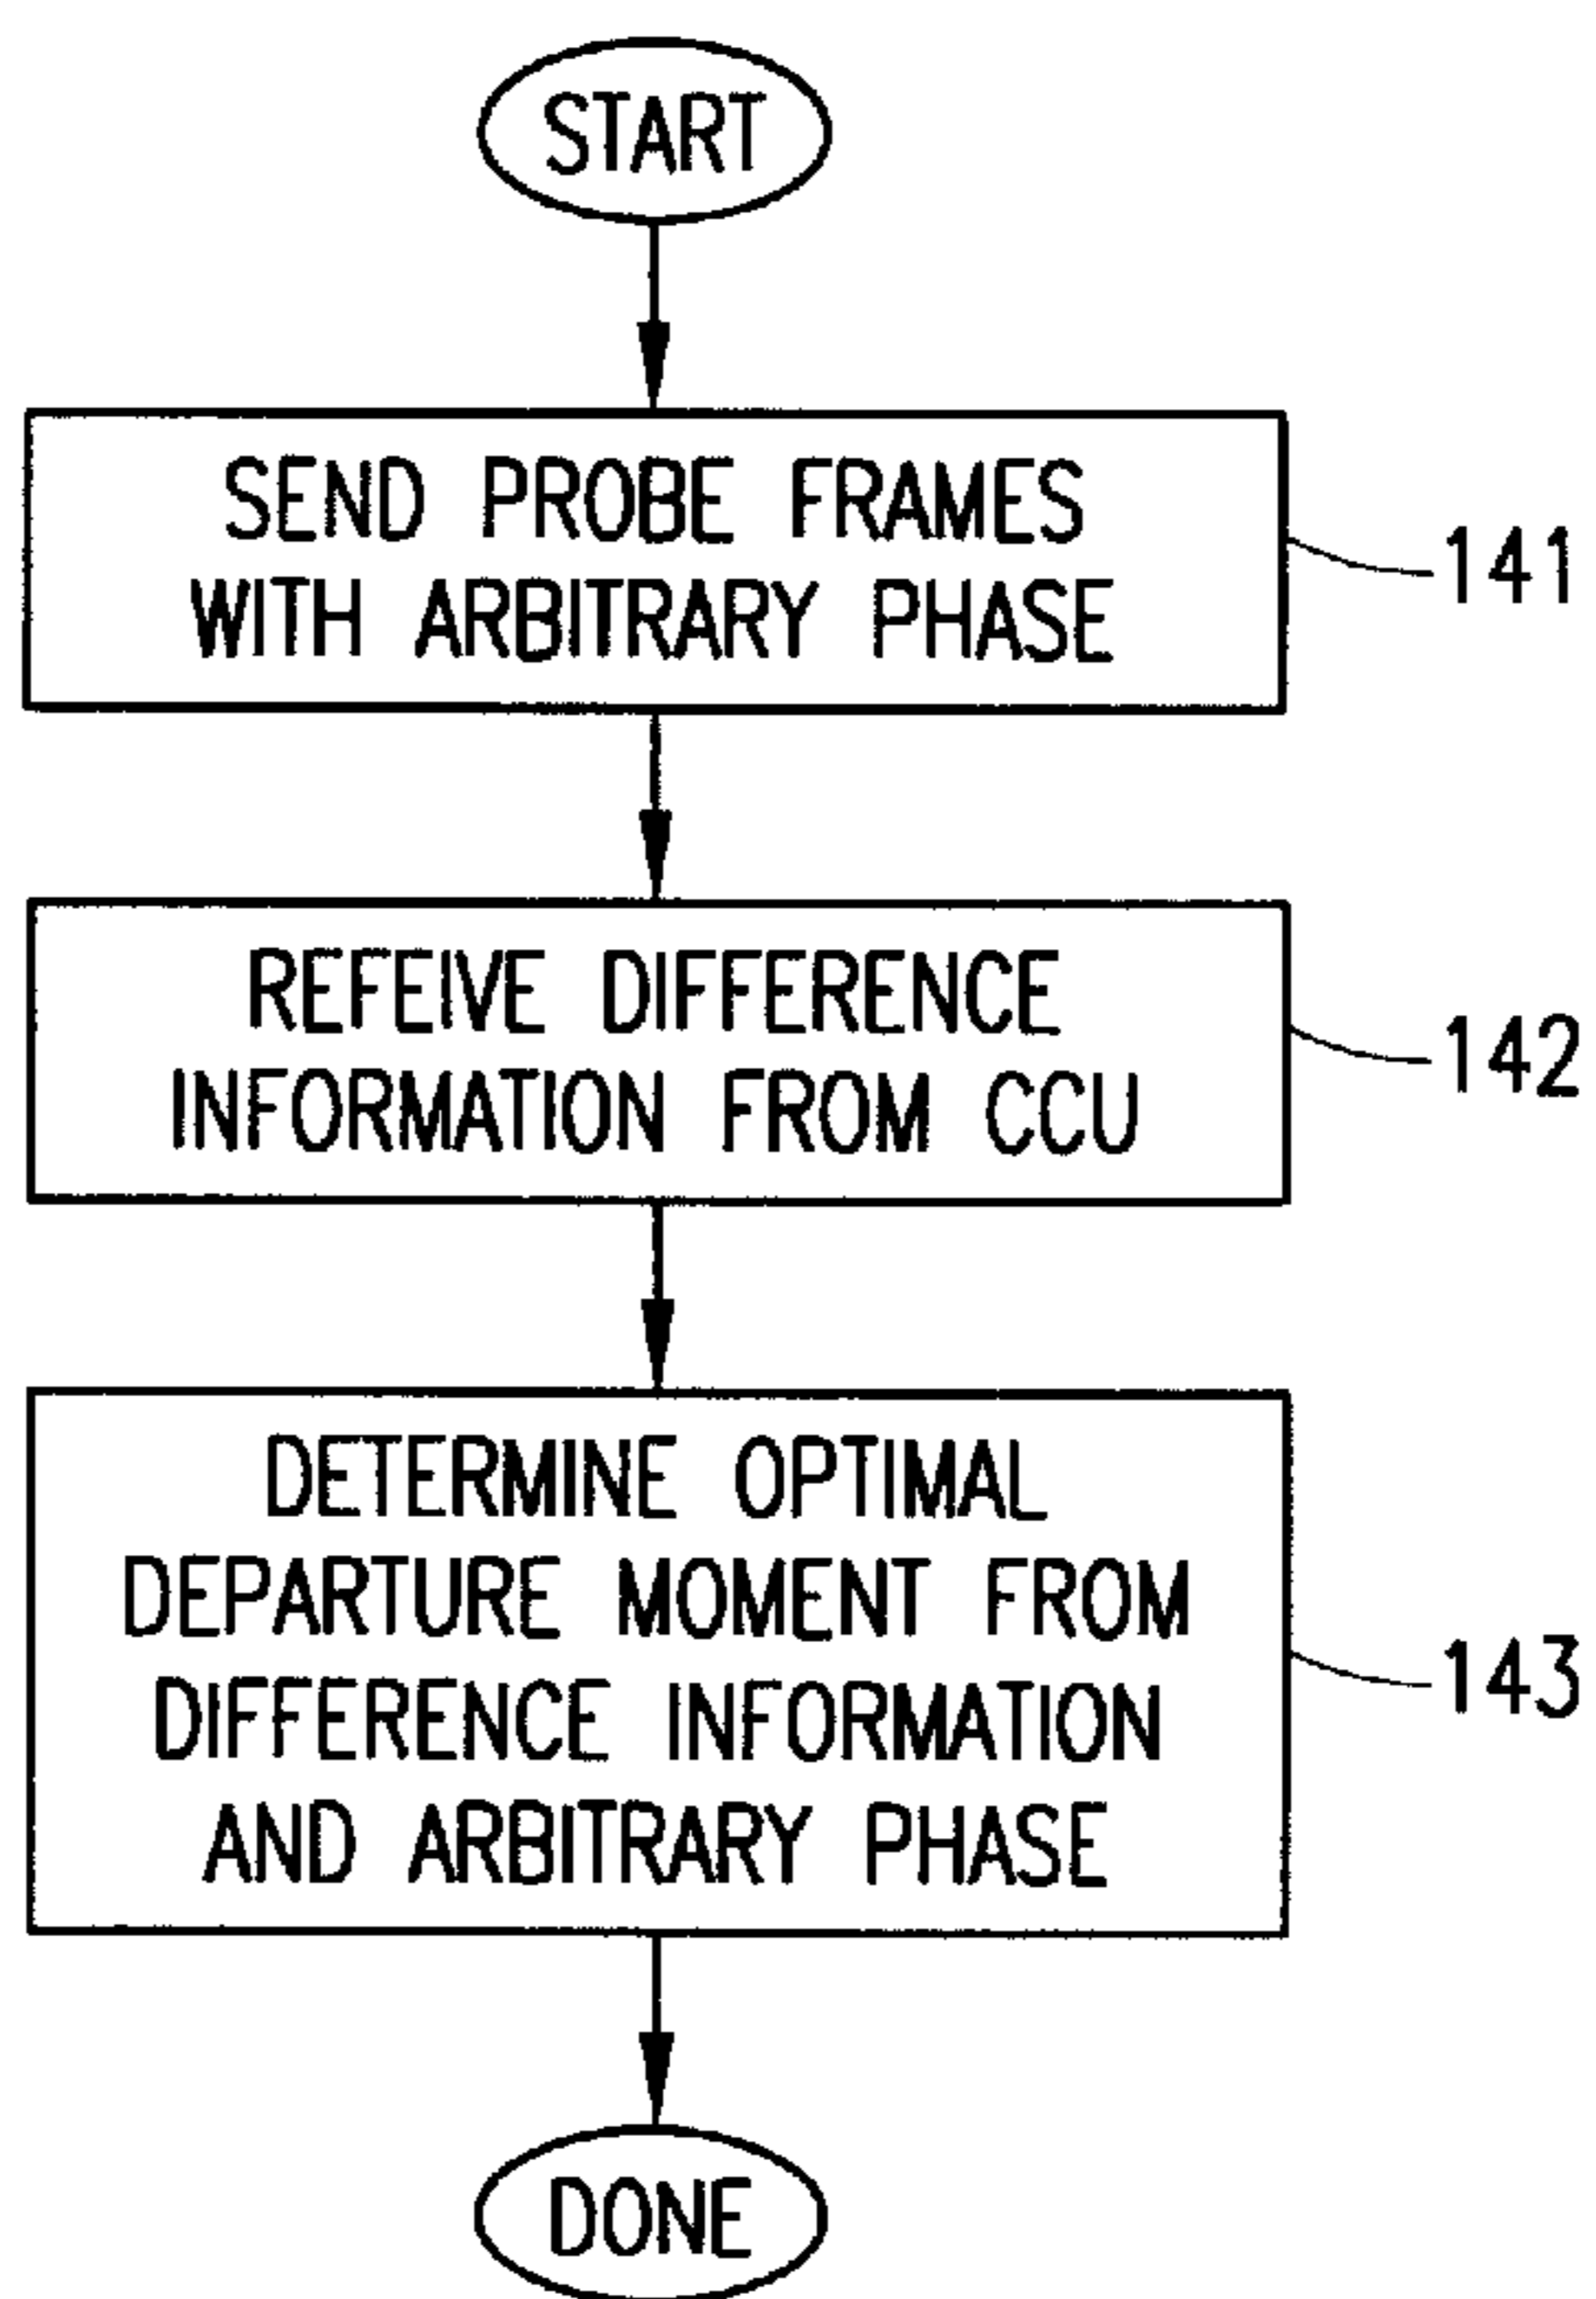 START
SEND PROBE FRAMES
WITH ARBITRARY PHASE
141
REFEIVE DIFFERENCE
INFORMATION FROM CCU
142
DETERMINE OPTIMAL
DEPARTURE MOMENT FROM
DIFFERENCE INFORMATION
AND ARBITRARY PHASE
143
DONE